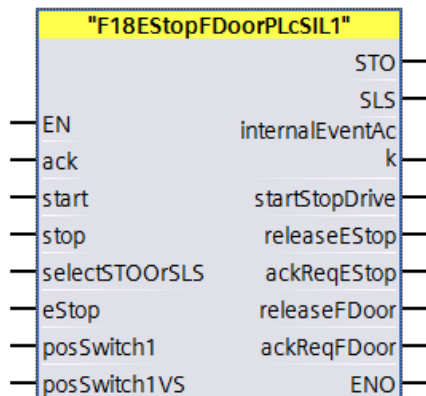 "F18EStopFDoorPLcSIL1"
STO
SLS
EN
internalEventAc
k
ack
start
startStopDrive
stop
releaseEStop
selectSTOOrSLS
ackReqEStop
eStop
releaseFDoor
posSwitch1
ackReqFDoor
posSwitch1VS
ENO